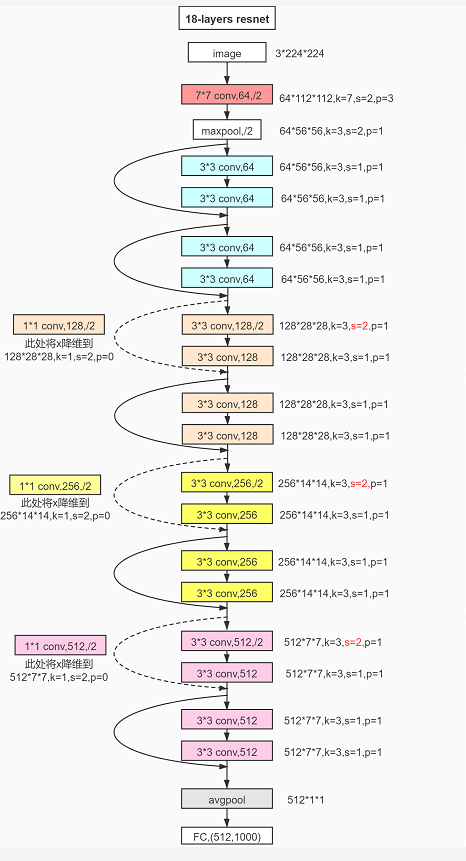 18-layers resnet
image
3*224*224
7*7 conv,64,/2
64*112*112,k=7,s=2,p=3
maxpool,/2
64*56*56,k=3,s=2,p=1
3*3 conv,64
64*56*56,k=3,s=1,p=1
3*3 conv,64
64*56*56,k=3,s=1,p=1
3*3 conv,64
64*56*56,k=3,s=1,p=1
3*3 conv,64
64*56*56,k=3,s=1,p=1
1*1 conv,128,/2
此处将x降维到
128*28*28,k=1,s=2,p=0
3*3 conv,128,/2
128*28*28,k=3,s=2,p=1
3*3 conv,128
128*28*28,k=3,s=1,p=1
3*3 conv,128
128*28*28,k=3,s=1,p=1
3*3 conv,128
128*28*28,k=3,s=1,p=1
1*1 conv,256,/2
此处将x降维到
256*14*14,k=1,s=2,p=0
3*3 conv,256,/2
256*14*14,k=3,s=2,p=1
3*3 conv,256
256*14*14,k=3,s=1,p=1
3*3 conv,256
256*14*14,k=3,s=1,p=1
3*3 conv,256
256*14*14,k=3,s=1,p=1
1*1 conv,512,/2
此处将x降维到
512*7*7,k=1,s=2,p=0
3*3 conv,512,/2
512*7*7,k=3,s=2,p=1
3*3 conv,512
512*7*7,k=3,s=1,p=1
3*3 conv,512
512*7*7,k=3,s=1,p=1
3*3 conv,512
512*7*7,k=3,s=1,p=1
avgpool
512*1*1
FC,(512,1000)